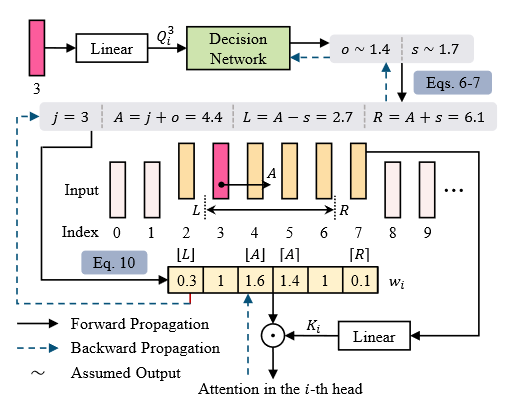 3
Linear
Q_i^3
Decision
Network
o ~ 1.4 | s ~ 1.7
Eqs. 6-7
j = 3 | A = j + o = 4.4 | L = A − s = 2.7 | R = A + s = 6.1
Input
A
L
R
Index 0 1 2 3 4 5 6 7 8 9 ...
⌊L⌋ ⌊A⌋ ⌈A⌉ ⌈R⌉
Eq. 10
0.3 1 1.6 1.4 1 0.1 w_i
Forward Propagation
K_i
Linear
Backward Propagation
~ Assumed Output
Attention in the i-th head